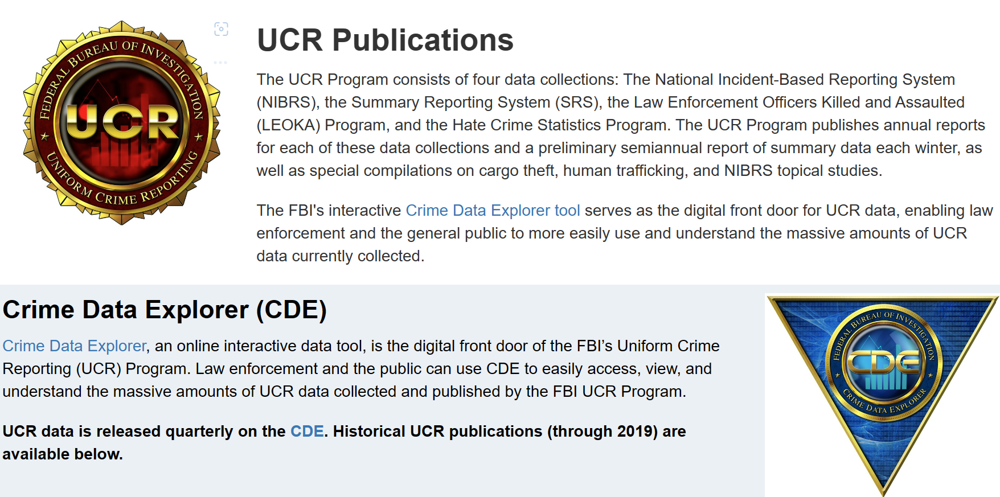 FEDERAL BUREAU OF INVESTIGATION
UCR
UNIFORM CRIME REPORTING
UCR Publications
The UCR Program consists of four data collections: The National Incident-Based Reporting System
(NIBRS), the Summary Reporting System (SRS), the Law Enforcement Officers Killed and Assaulted
(LEOKA) Program, and the Hate Crime Statistics Program. The UCR Program publishes annual reports
for each of these data collections and a preliminary semiannual report of summary data each winter, as
well as special compilations on cargo theft, human trafficking, and NIBRS topical studies.
The FBI's interactive Crime Data Explorer tool serves as the digital front door for UCR data, enabling law
enforcement and the general public to more easily use and understand the massive amounts of UCR
data currently collected.
Crime Data Explorer (CDE)
Crime Data Explorer, an online interactive data tool, is the digital front door of the FBI’s Uniform Crime
Reporting (UCR) Program. Law enforcement and the public can use CDE to easily access, view, and
understand the massive amounts of UCR data collected and published by the FBI UCR Program.
UCR data is released quarterly on the CDE. Historical UCR publications (through 2019) are
available below.
FEDERAL BUREAU OF INVESTIGATION
CDE
CRIME DATA EXPLORER